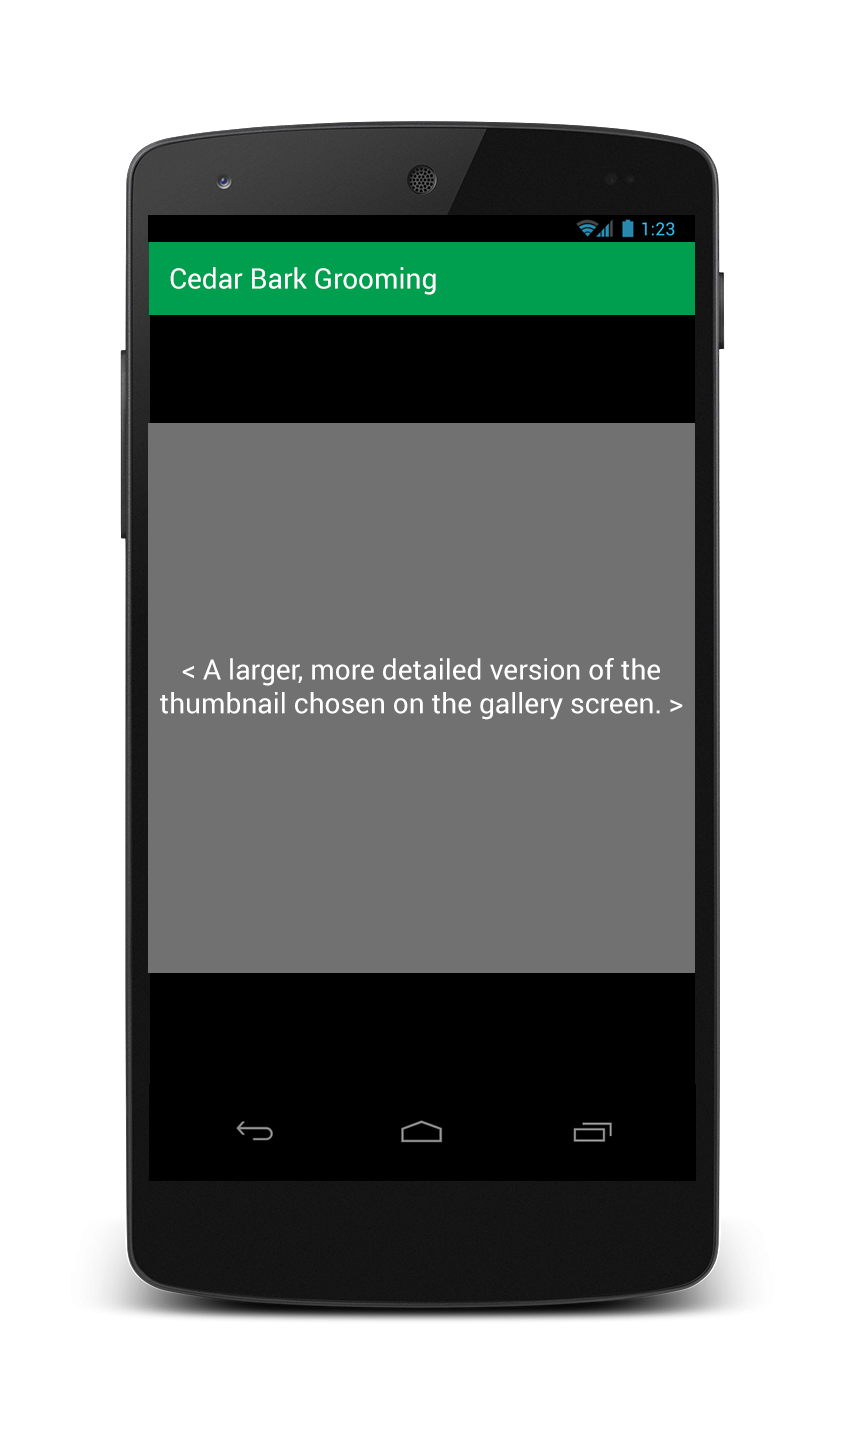 1:23
Cedar Bark Grooming
< A larger, more detailed version of the
thumbnail chosen on the gallery screen. >